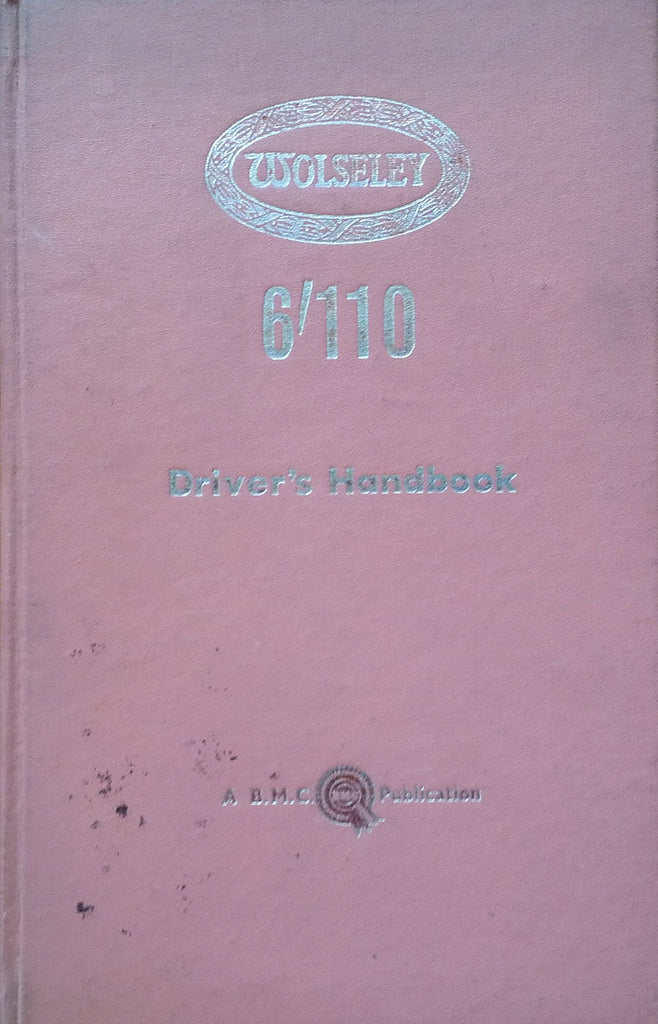 WOLSELEY
6/110
Driver's Handbook
A B.M.C. Publication